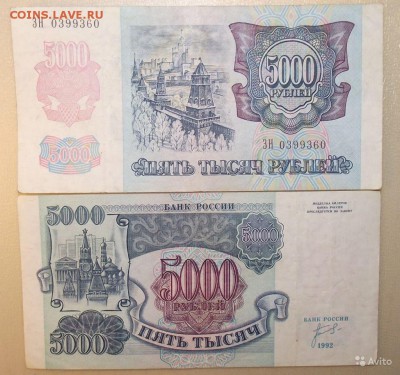 COINS.LAVE.RU
5000
ЗН 0399360
5000
РУБЛЕЙ
5000
ЗН 0399360
ПЯТЬ ТЫСЯЧ РУБЛЕЙ
БАНК РОССИИ
5000
5000
5000
РУБЛЕЙ
5000
ПЯТЬ ТЫСЯЧ
БАНК РОССИИ
1992
Avito